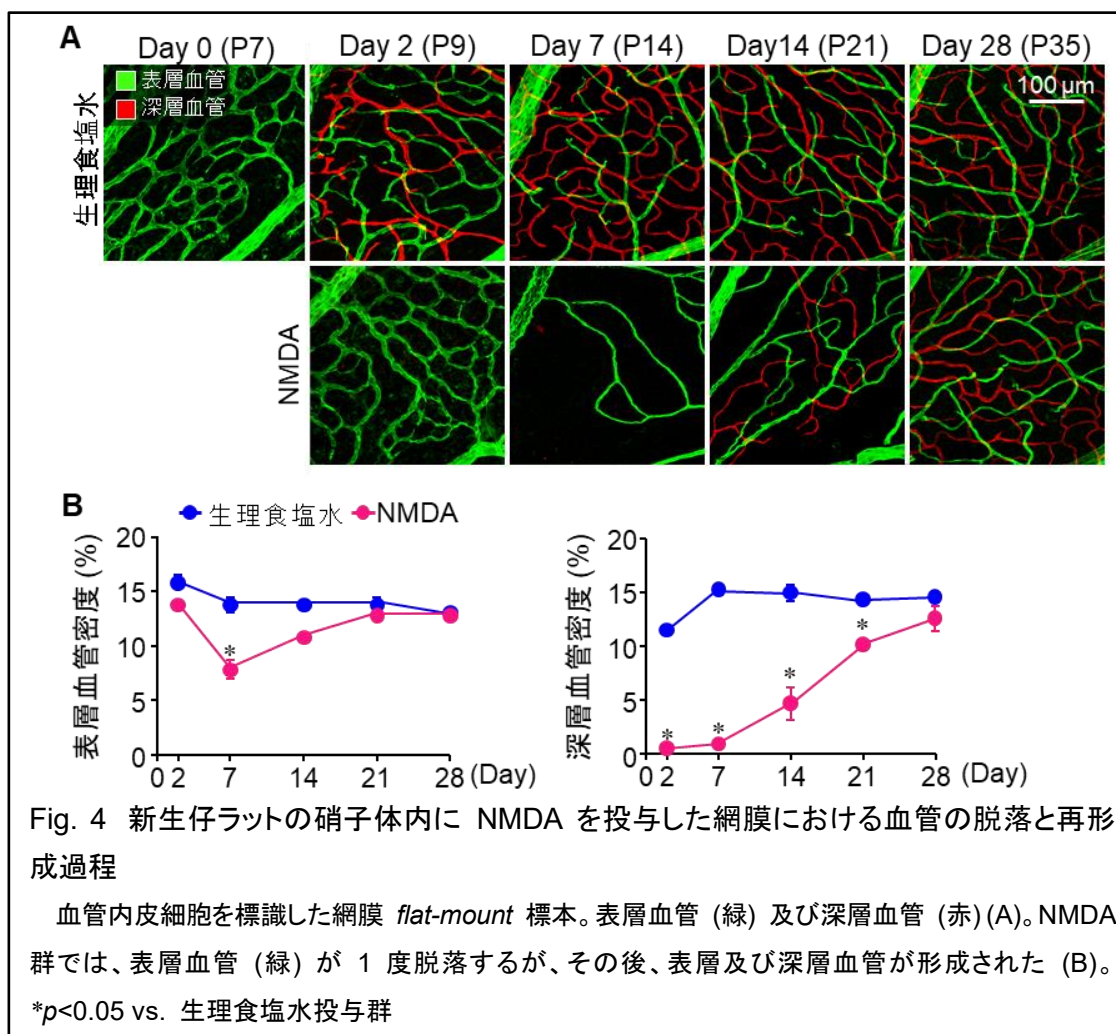 A
Day 0 (P7) Day 2 (P9) Day 7 (P14) Day14 (P21) Day 28 (P35)
表層血管
深層血管
100 µm
生理食塩水
NMDA
B
生理食塩水 NMDA
表層血管密度 (%)
20
15
10
5
0
*
0 2 7 14 21 28 (Day)
深層血管密度 (%)
20
15
10
5
0
* * * *
0 2 7 14 21 28 (Day)
Fig. 4 新生仔ラットの硝子体内に NMDA を投与した網膜における血管の脱落と再形
成過程
血管内皮細胞を標識した網膜 flat-mount 標本。表層血管 (緑) 及び深層血管 (赤) (A)。NMDA
群では、表層血管 (緑) が 1 度脱落するが、その後、表層及び深層血管が形成された (B)。
*p<0.05 vs. 生理食塩水投与群